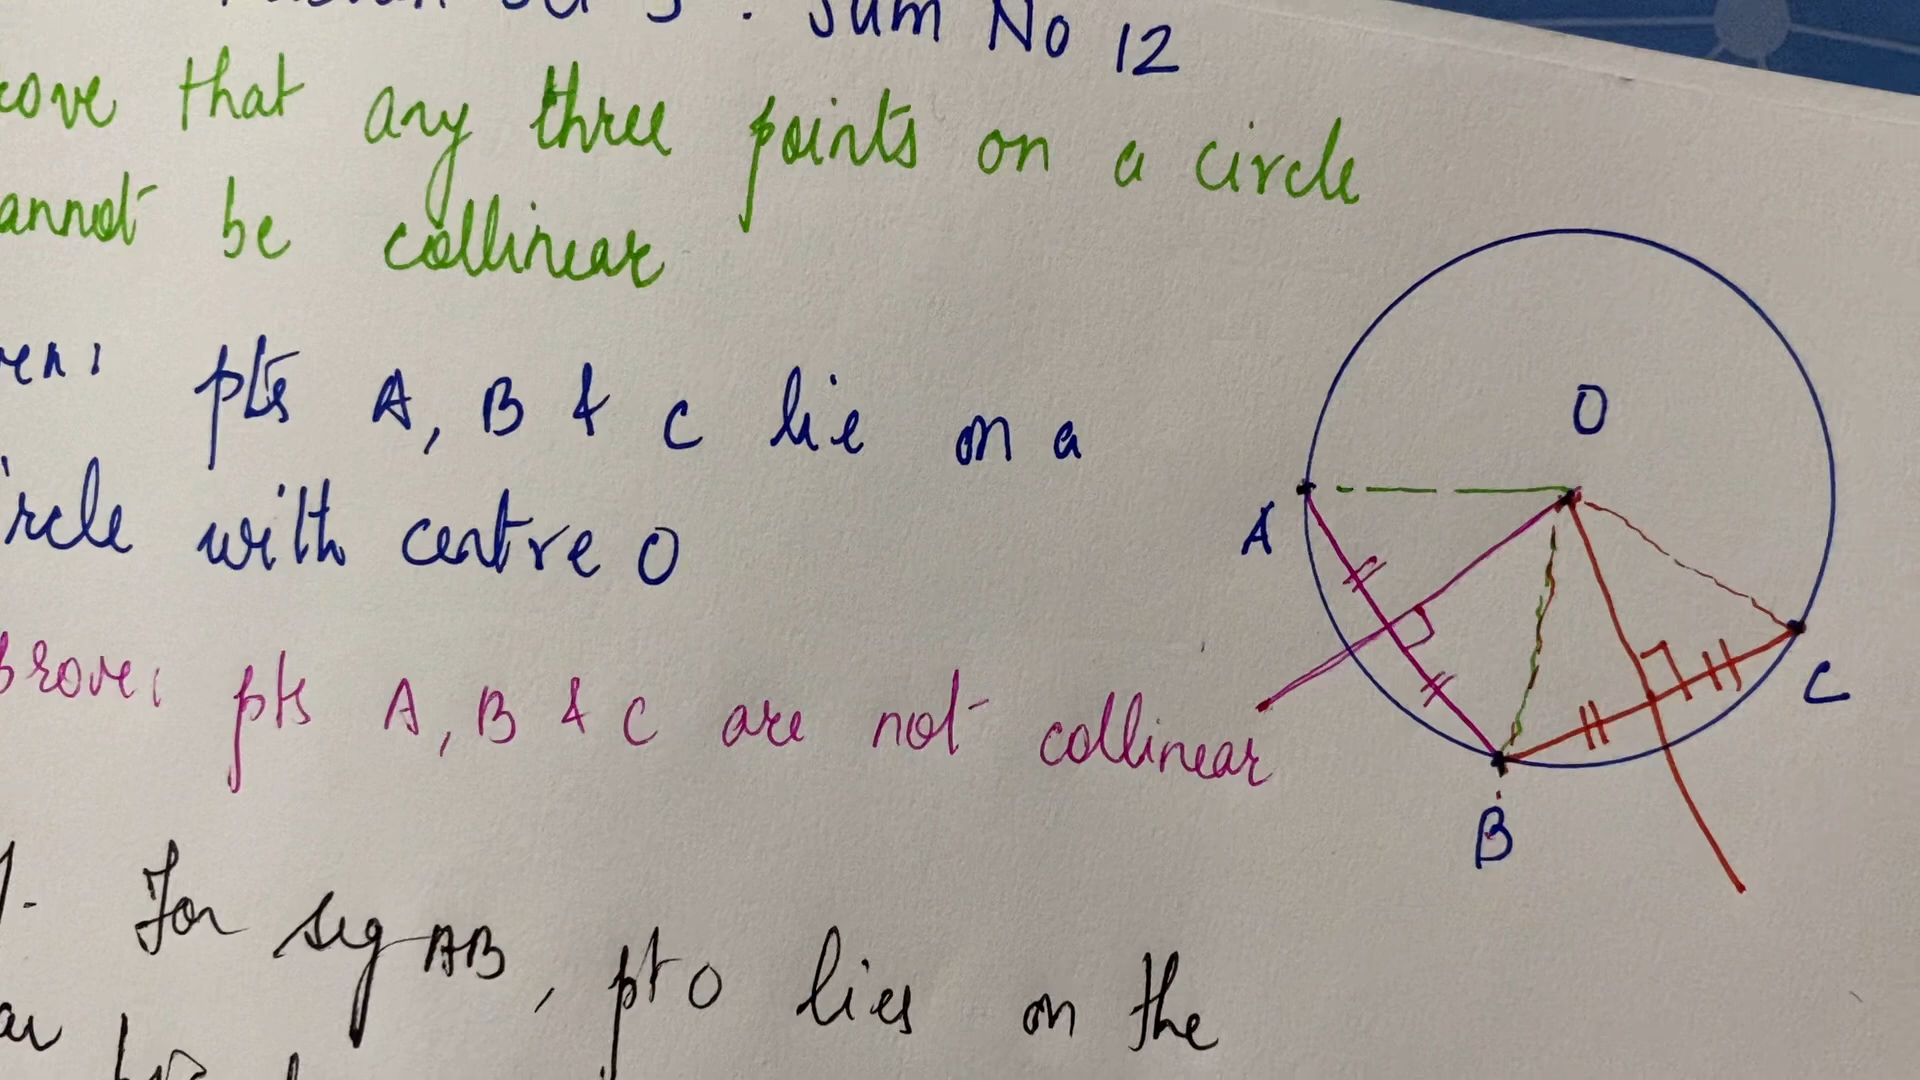 Sum No 12
that any three points on a circle
be collinear
pts A, B & C lie on a
with centre O
pts A, B & C are not collinear
For seg AB, pt O lies on the
O
A
B
C